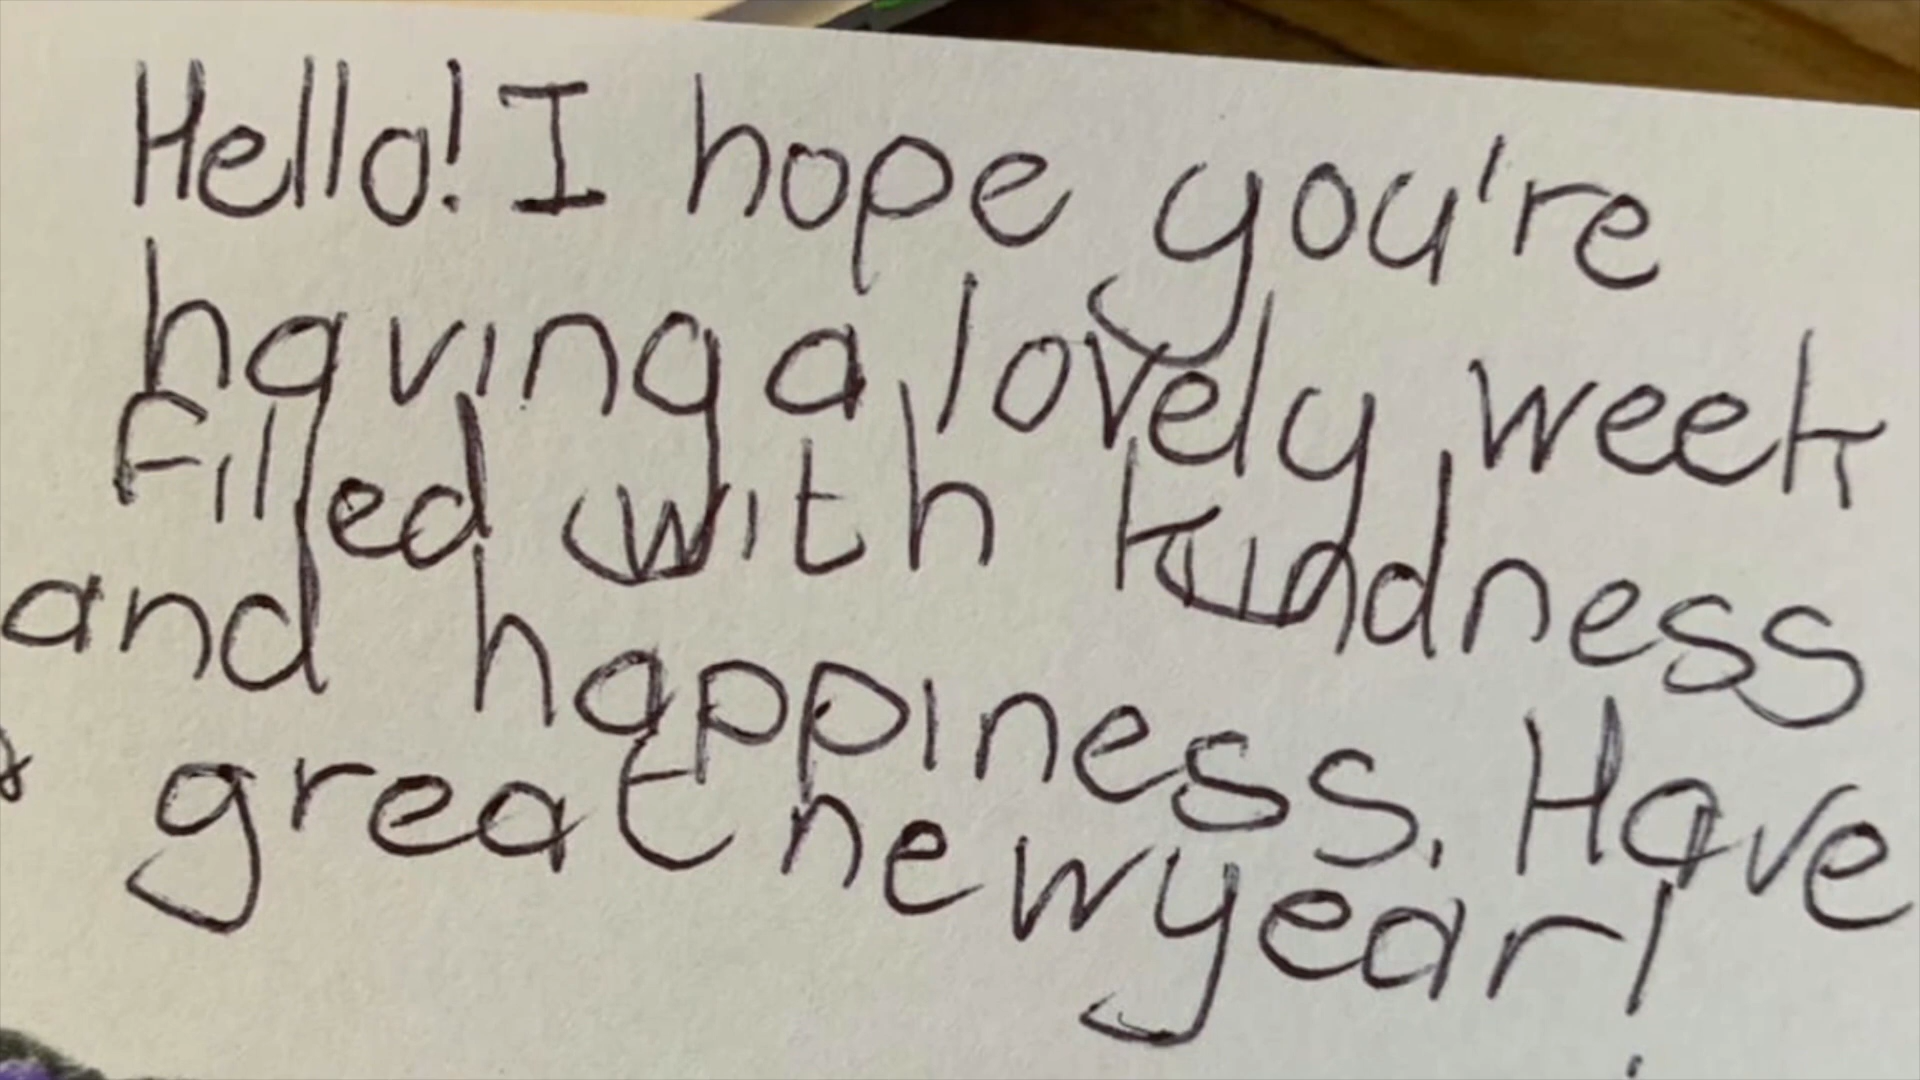 Hello! I hope you're
having a lovely week
filled with kindness
and happiness. Have
a great new year!